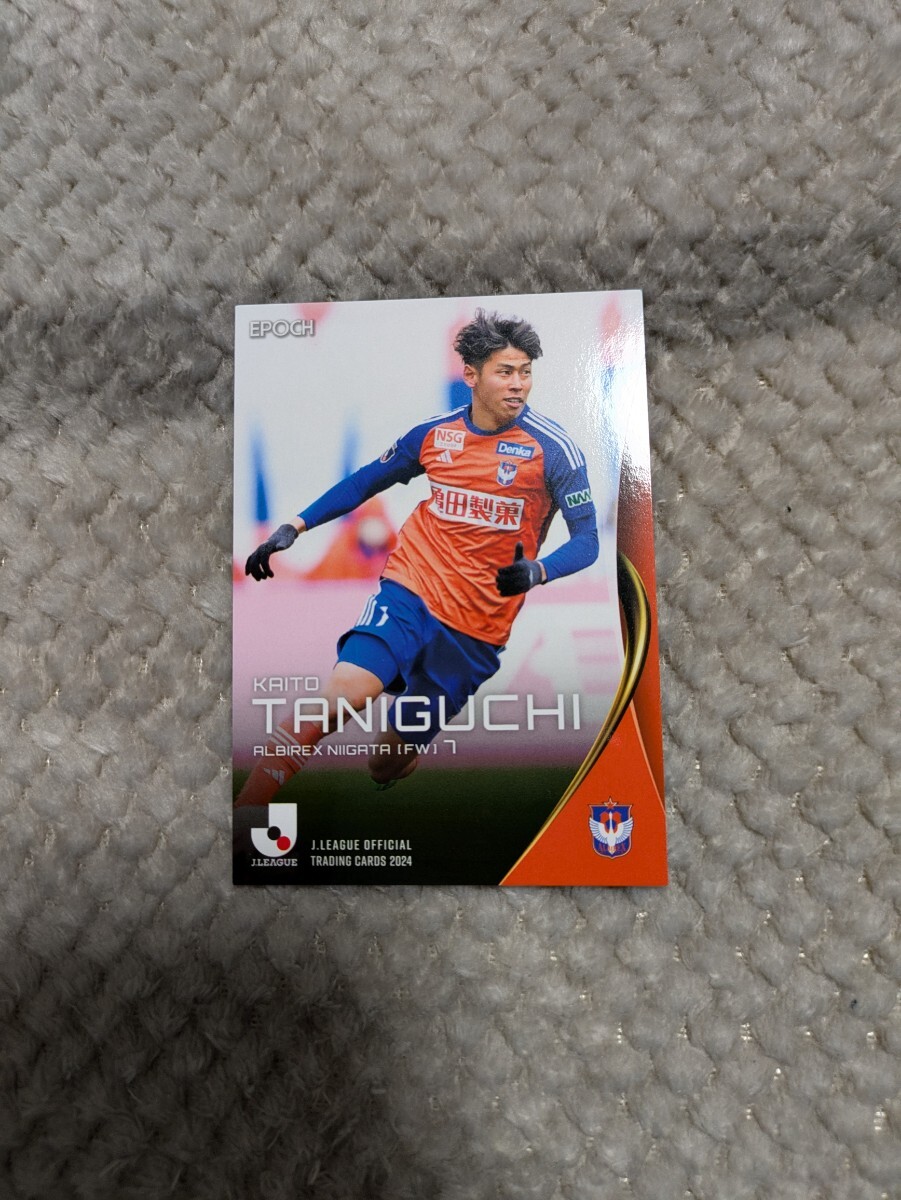 EPOCH
NSG
Denka
亀田製菓
KAITO
TANIGUCHI
ALBIREX NIIGATA [FW] 7
J.LEAGUE
J.LEAGUE OFFICIAL
TRADING CARDS 2024